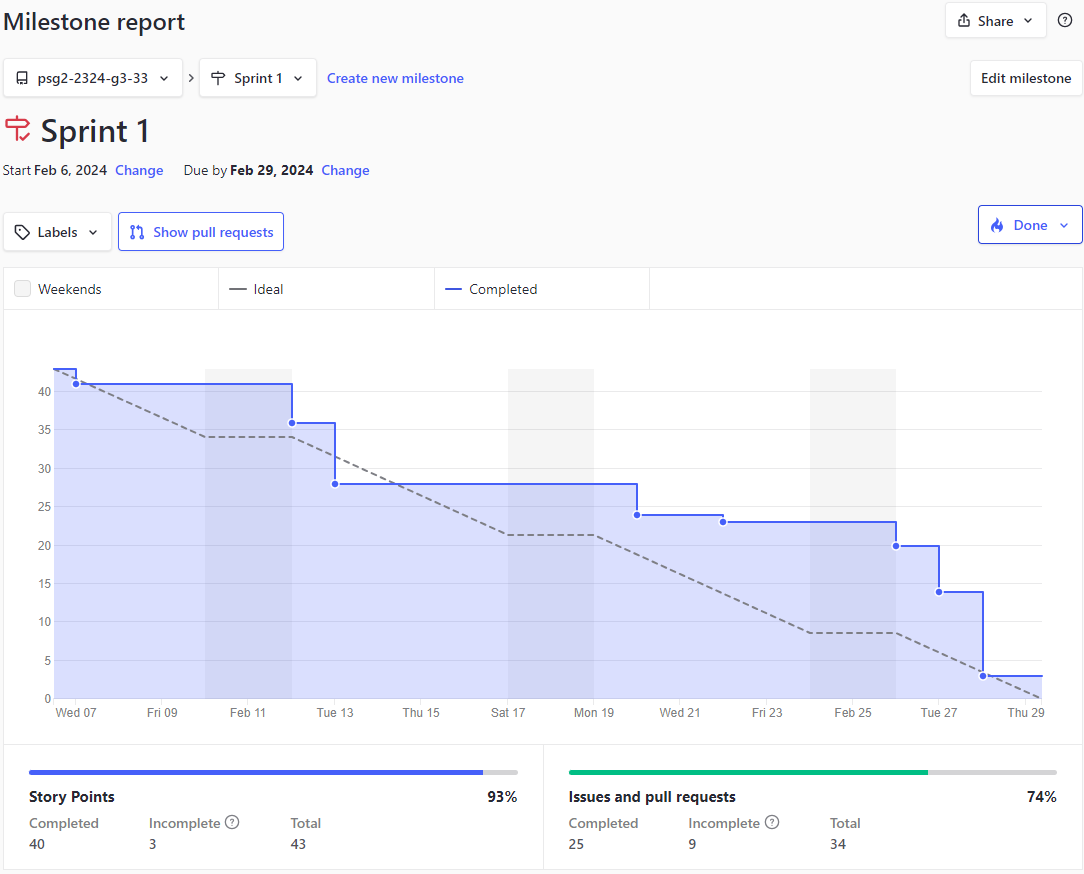 Milestone report
Share
psg2-2324-g3-33 > Sprint 1 Create new milestone Edit milestone
Sprint 1
Start Feb 6, 2024 Change Due by Feb 29, 2024 Change
Labels Show pull requests Done
Weekends Ideal Completed
40
35
30
25
20
15
10
5
0
Wed 07 Fri 09 Feb 11 Tue 13 Thu 15 Sat 17 Mon 19 Wed 21 Fri 23 Feb 25 Tue 27 Thu 29
Story Points 93%
Completed Incomplete ? Total
40 3 43
Issues and pull requests 74%
Completed Incomplete ? Total
25 9 34